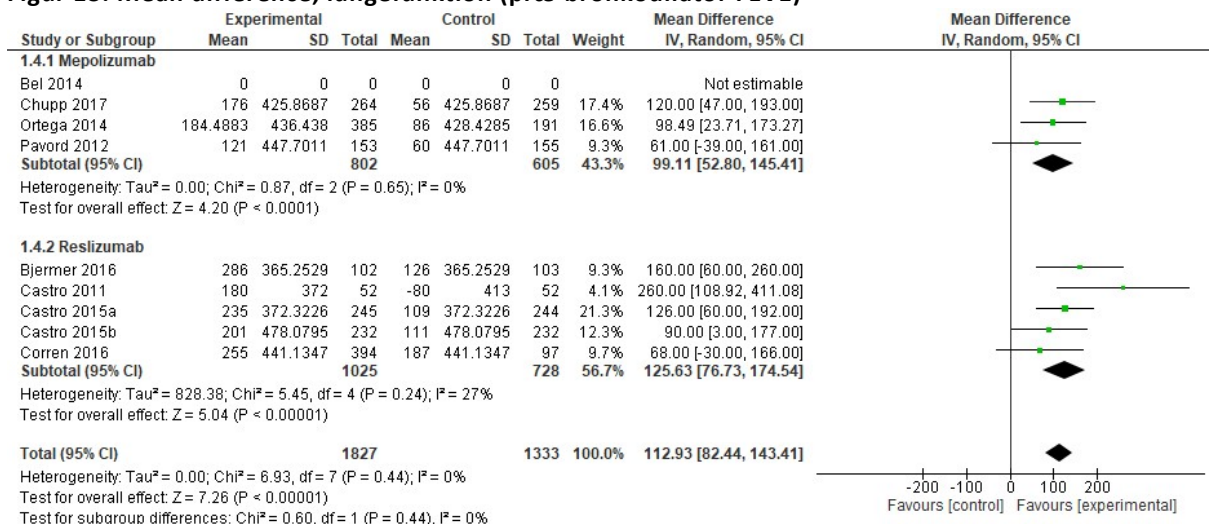 Experimental Control Mean Difference Mean Difference
Study or Subgroup Mean SD Total Mean SD Total Weight IV, Random, 95% CI IV, Random, 95% CI
1.4.1 Mepolizumab
Bel 2014 0 0 0 0 0 0 Not estimable
Chupp 2017 176 425.8687 264 56 425.8687 259 17.4% 120.00 [47.00, 193.00]
Ortega 2014 184.4883 436.438 385 86 428.4285 191 16.6% 98.49 [23.71, 173.27]
Pavord 2012 121 447.7011 153 60 447.7011 155 9.3% 61.00 [-39.00, 161.00]
Subtotal (95% CI) 802 605 43.3% 99.11 [52.80, 145.41]
Heterogeneity: Tau² = 0.00; Chi² = 0.87, df = 2 (P = 0.65); I² = 0%
Test for overall effect: Z = 4.20 (P < 0.0001)
1.4.2 Reslizumab
Bjermer 2016 286 365.2529 102 126 365.2529 103 9.3% 160.00 [60.00, 260.00]
Castro 2011 180 372 52 -80 413 52 4.1% 260.00 [108.92, 411.08]
Castro 2015a 235 372.3226 245 109 372.3226 244 21.3% 126.00 [60.00, 192.00]
Castro 2015b 201 478.0795 232 111 478.0795 232 12.3% 90.00 [3.00, 177.00]
Corren 2016 255 441.1347 394 187 441.1347 97 9.7% 68.00 [-30.00, 166.00]
Subtotal (95% CI) 1025 728 56.7% 125.63 [76.73, 174.54]
Heterogeneity: Tau² = 828.38; Chi² = 5.45, df = 4 (P = 0.24); I² = 27%
Test for overall effect: Z = 5.04 (P < 0.00001)
Total (95% CI) 1827 1333 100.0% 112.93 [82.44, 143.41]
Heterogeneity: Tau² = 0.00; Chi² = 6.93, df = 7 (P = 0.44); I² = 0%
Test for overall effect: Z = 7.26 (P < 0.00001)
Test for subgroup differences: Chi² = 0.60, df = 1 (P = 0.44), I² = 0%
-200 -100 0 100 200
Favours [control] Favours [experimental]